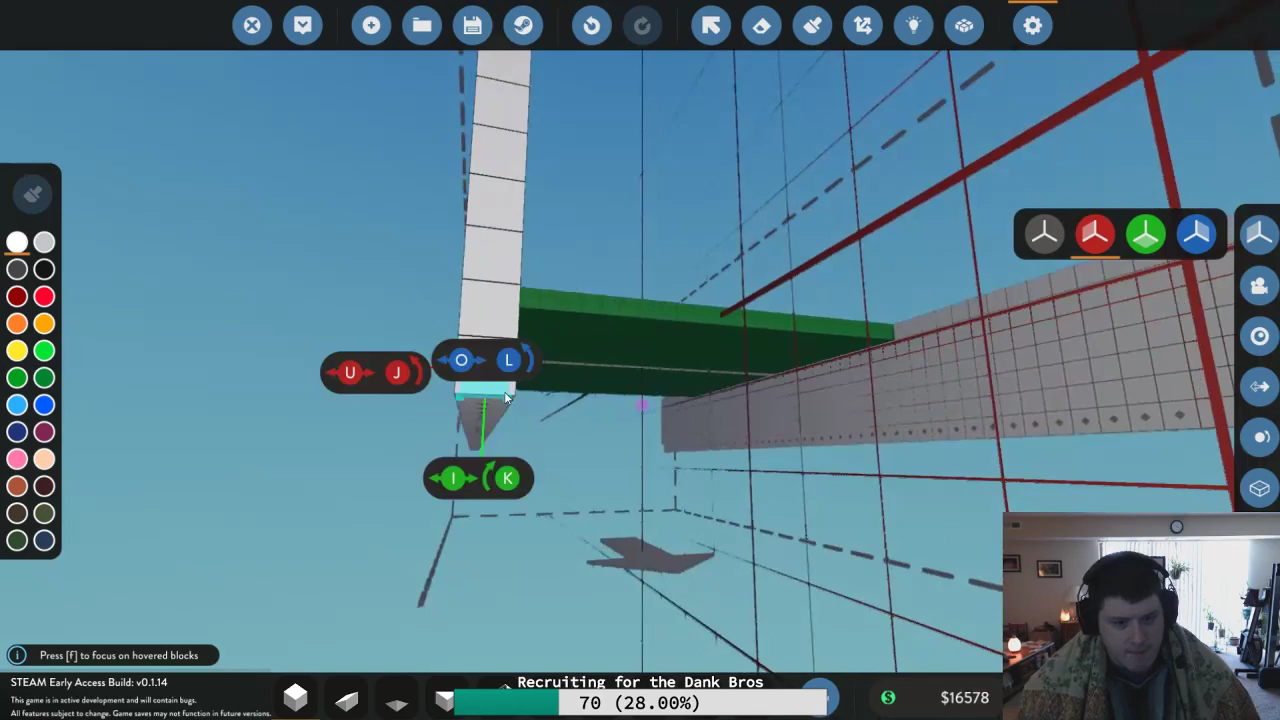 U J
O L
I K
Press [f] to focus on hovered blocks
STEAM Early Access Build: v0.1.14
This game is in active development and will contain bugs.
All features subject to change. Game saves may not function in future versions.
Recruiting for the Dank Bros
70 (28.00%)
$ $16578